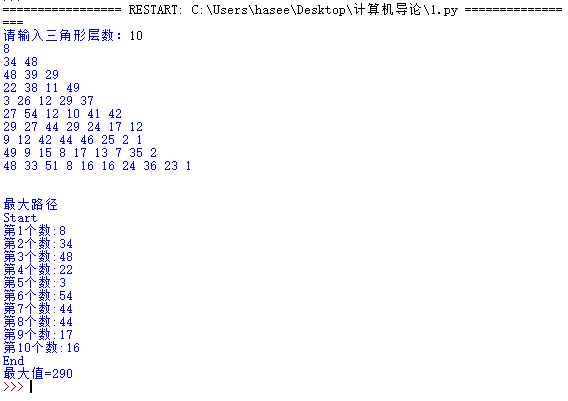 ================= RESTART: C:\Users\hasee\Desktop\计算机导论\1.py ==============
===
请输入三角形层数：10
8
34 48
48 39 29
22 38 11 49
3 26 12 29 37
27 54 12 10 41 42
29 27 44 29 24 17 12
9 12 42 44 46 25 2 1
49 9 15 8 17 13 7 35 2
48 33 51 8 16 16 24 36 23 1
最大路径
Start
第1个数:8
第2个数:34
第3个数:48
第4个数:22
第5个数:3
第6个数:54
第7个数:44
第8个数:44
第9个数:17
第10个数:16
End
最大值=290
>>>